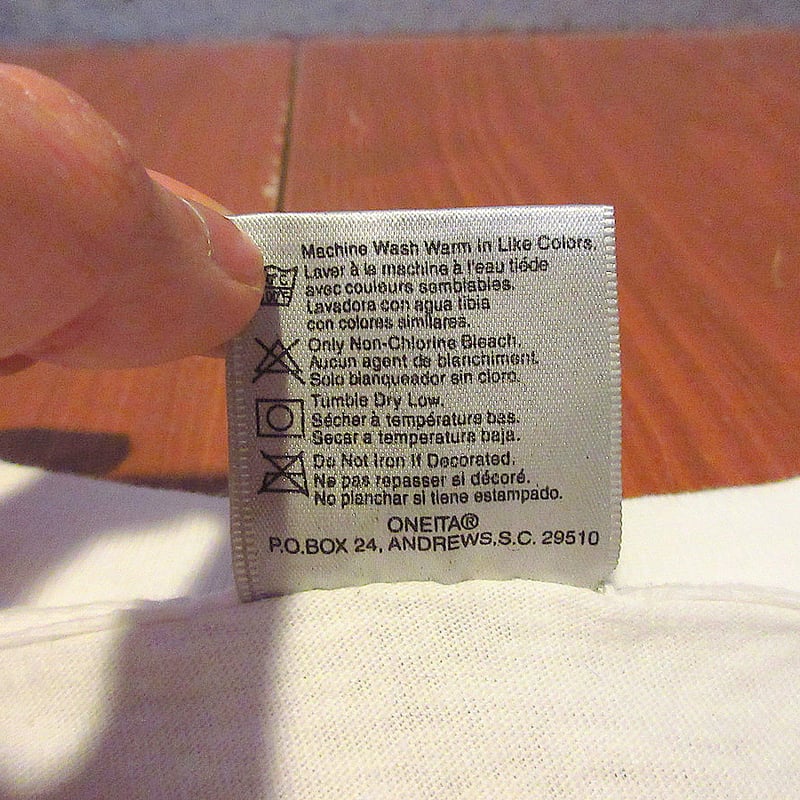 Machine Wash Warm In Like Colors.
Laver à la machine à l'eau tiéde
avec couleurs semblables.
Lavadora con agua tibia
con colores similares.
Only Non-Chlorine Bleach.
Aucun agent de blanchiment.
Solo blanqueador sin cloro.
Tumble Dry Low.
Sécher à température bas.
Secar a temperatura baja.
Do Not Iron If Decorated.
Ne pas repasser si décoré.
No planchar si tiene estampado.
ONEITA®
P.O.BOX 24, ANDREWS,S.C. 29510